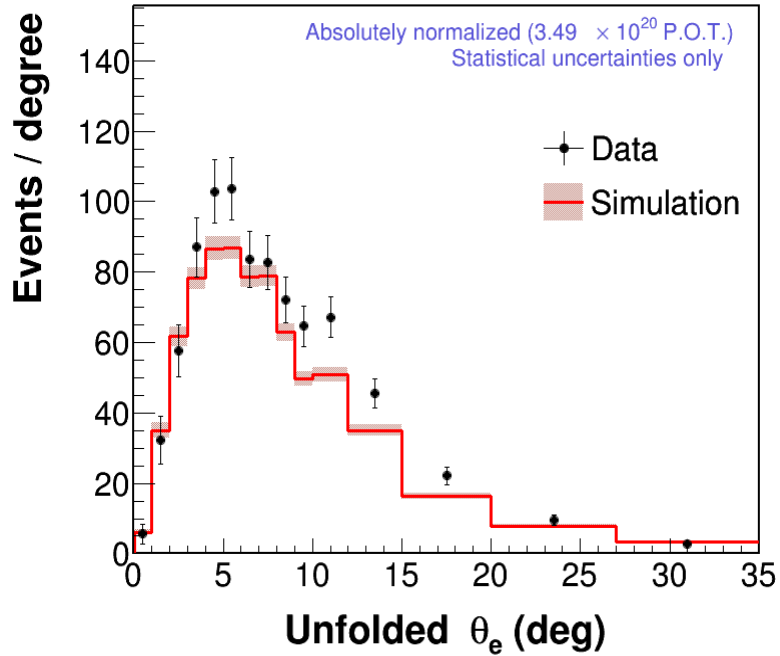 Absolutely normalized (3.49 × 10²⁰ P.O.T.)
Statistical uncertainties only
Data
Simulation
Events / degree
140
120
100
80
60
40
20
0
0 5 10 15 20 25 30 35
Unfolded θₑ (deg)